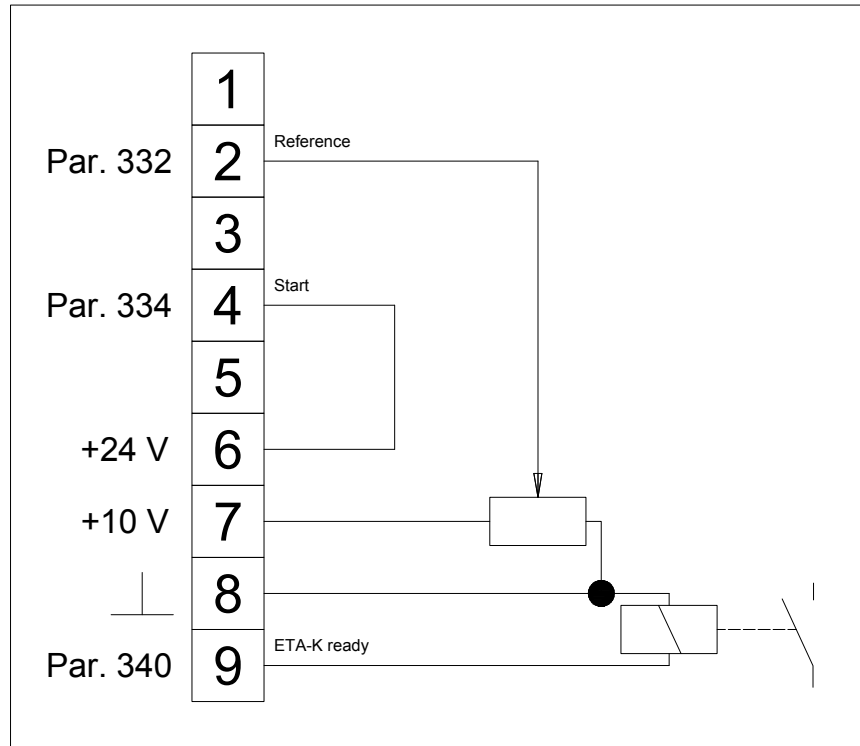 1
Par. 332 2 Reference
3
Par. 334 4 Start
5
+24 V 6
+10 V 7
8
Par. 340 9 ETA-K ready